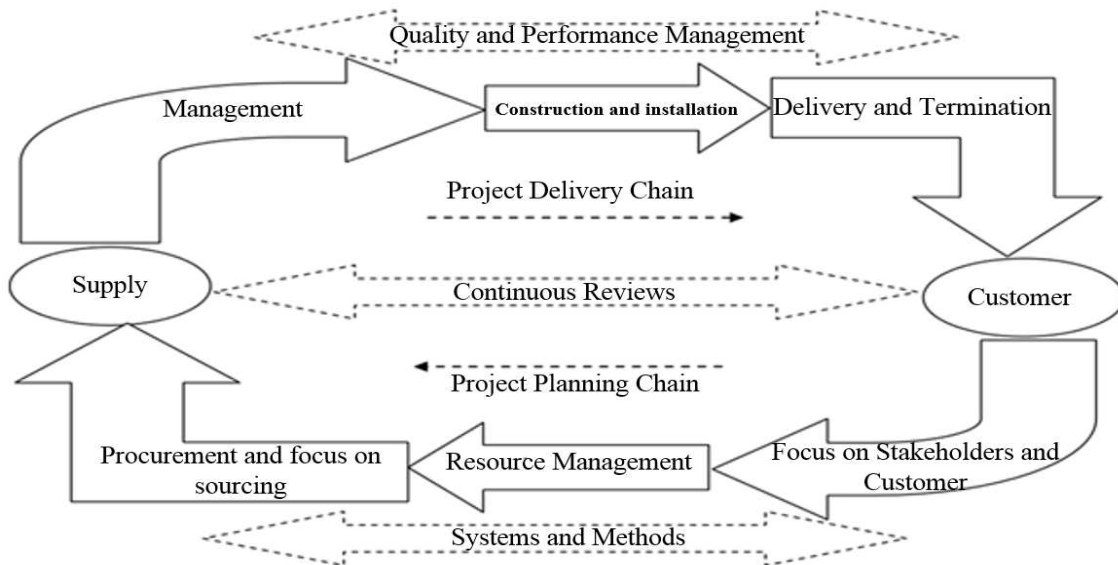 Quality and Performance Management
Management
Construction and installation
Delivery and Termination
Project Delivery Chain
Supply
Continuous Reviews
Customer
Project Planning Chain
Procurement and focus on
sourcing
Resource Management
Focus on Stakeholders and
Customer
Systems and Methods